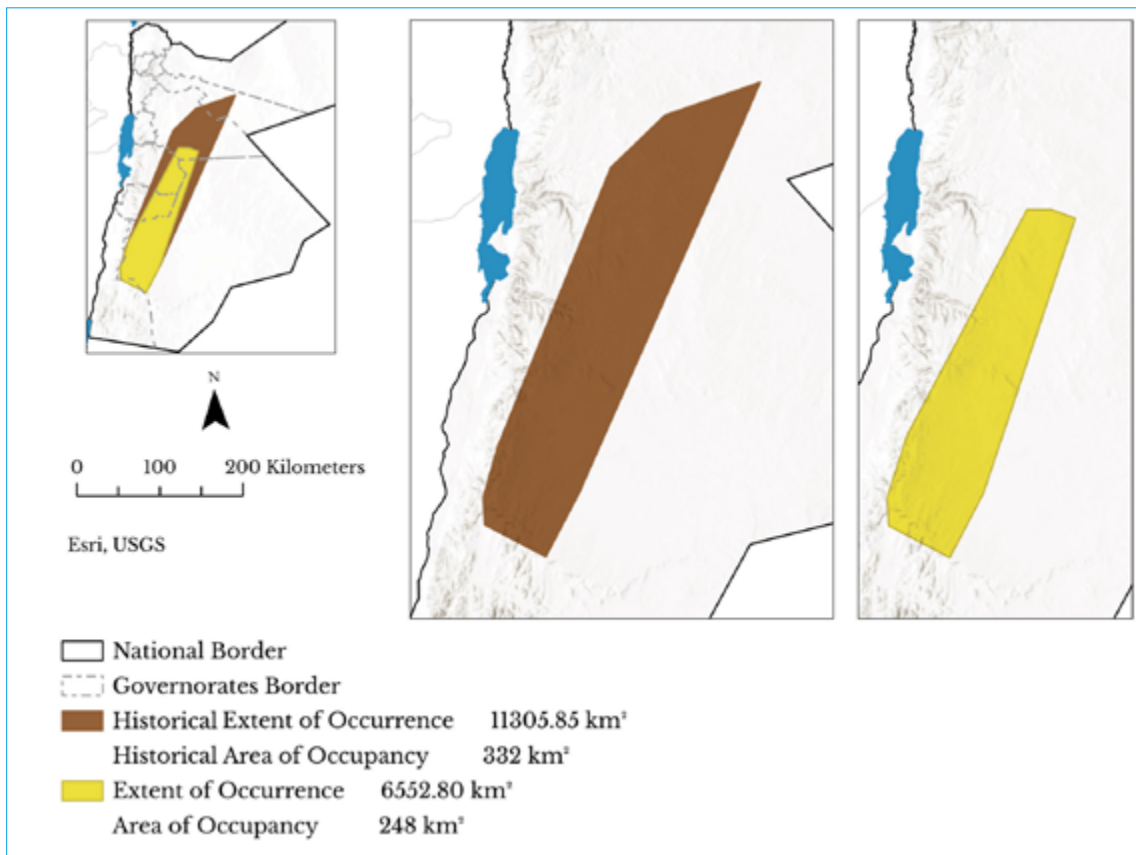 N
0 100 200 Kilometers
Esri, USGS
National Border
Governorates Border
Historical Extent of Occurrence 11305.85 km²
Historical Area of Occupancy 332 km²
Extent of Occurrence 6552.80 km²
Area of Occupancy 248 km²